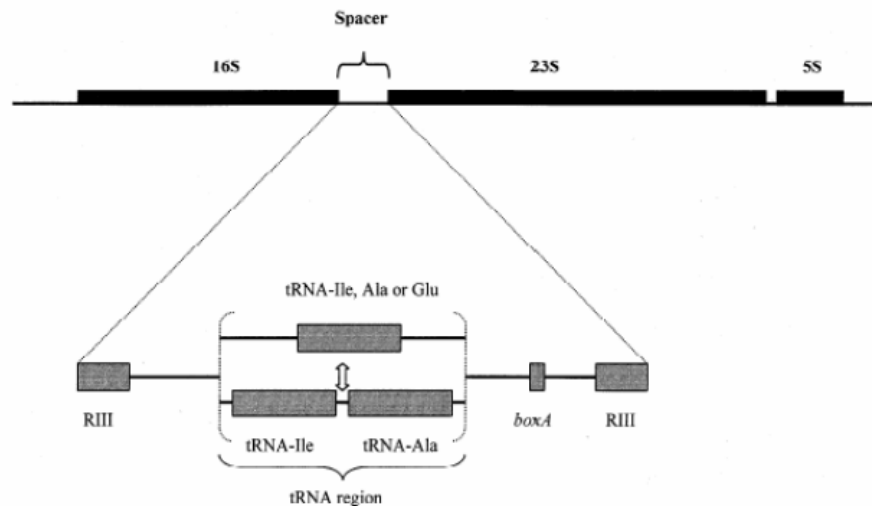 Spacer
16S 23S 5S
tRNA-Ile, Ala or Glu
RIII boxA RIII
tRNA-Ile tRNA-Ala
tRNA region